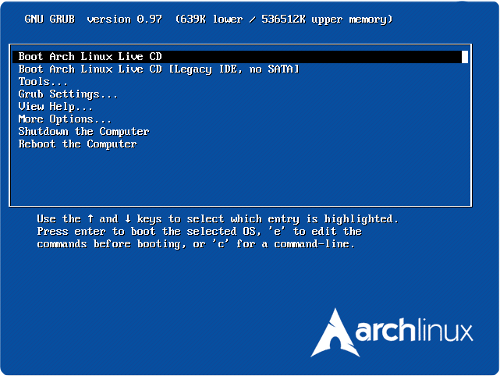 GNU GRUB  version 0.97  (639K lower / 536512K upper memory)
Boot Arch Linux Live CD
Boot Arch Linux Live CD [Legacy IDE, no SATA]
Tools...
Grub Settings...
View Help...
More Options...
Shutdown the Computer
Reboot the Computer
Use the ↑ and ↓ keys to select which entry is highlighted.
Press enter to boot the selected OS, 'e' to edit the
commands before booting, or 'c' for a command-line.
archlinux